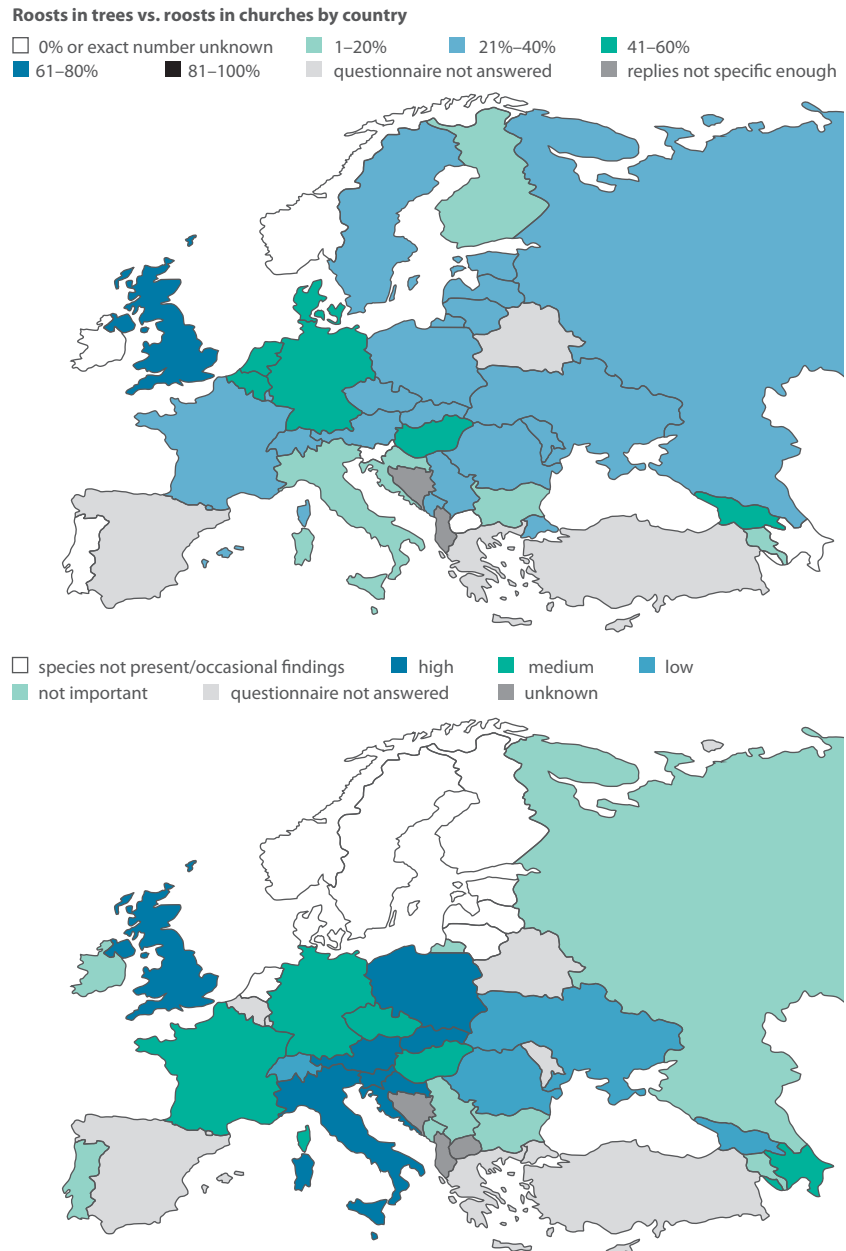 Roosts in trees vs. roosts in churches by country
0% or exact number unknown 1–20% 21%–40% 41–60%
61–80% 81–100% questionnaire not answered replies not specific enough
species not present/occasional findings high medium low
not important questionnaire not answered unknown